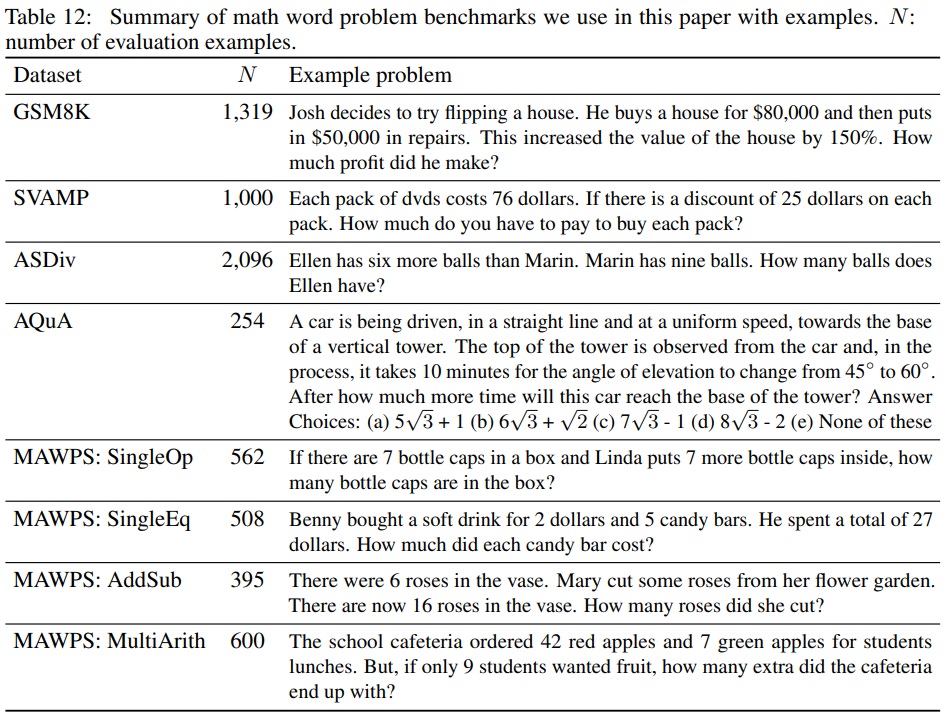 Table 12: Summary of math word problem benchmarks we use in this paper with examples. N:
number of evaluation examples.
Dataset N Example problem
GSM8K 1,319 Josh decides to try flipping a house. He buys a house for $80,000 and then puts
in $50,000 in repairs. This increased the value of the house by 150%. How
much profit did he make?
SVAMP 1,000 Each pack of dvds costs 76 dollars. If there is a discount of 25 dollars on each
pack. How much do you have to pay to buy each pack?
ASDiv 2,096 Ellen has six more balls than Marin. Marin has nine balls. How many balls does
Ellen have?
AQuA 254 A car is being driven, in a straight line and at a uniform speed, towards the base
of a vertical tower. The top of the tower is observed from the car and, in the
process, it takes 10 minutes for the angle of elevation to change from 45° to 60°.
After how much more time will this car reach the base of the tower? Answer
Choices: (a) 5√3 + 1 (b) 6√3 + √2 (c) 7√3 - 1 (d) 8√3 - 2 (e) None of these
MAWPS: SingleOp 562 If there are 7 bottle caps in a box and Linda puts 7 more bottle caps inside, how
many bottle caps are in the box?
MAWPS: SingleEq 508 Benny bought a soft drink for 2 dollars and 5 candy bars. He spent a total of 27
dollars. How much did each candy bar cost?
MAWPS: AddSub 395 There were 6 roses in the vase. Mary cut some roses from her flower garden.
There are now 16 roses in the vase. How many roses did she cut?
MAWPS: MultiArith 600 The school cafeteria ordered 42 red apples and 7 green apples for students
lunches. But, if only 9 students wanted fruit, how many extra did the cafeteria
end up with?